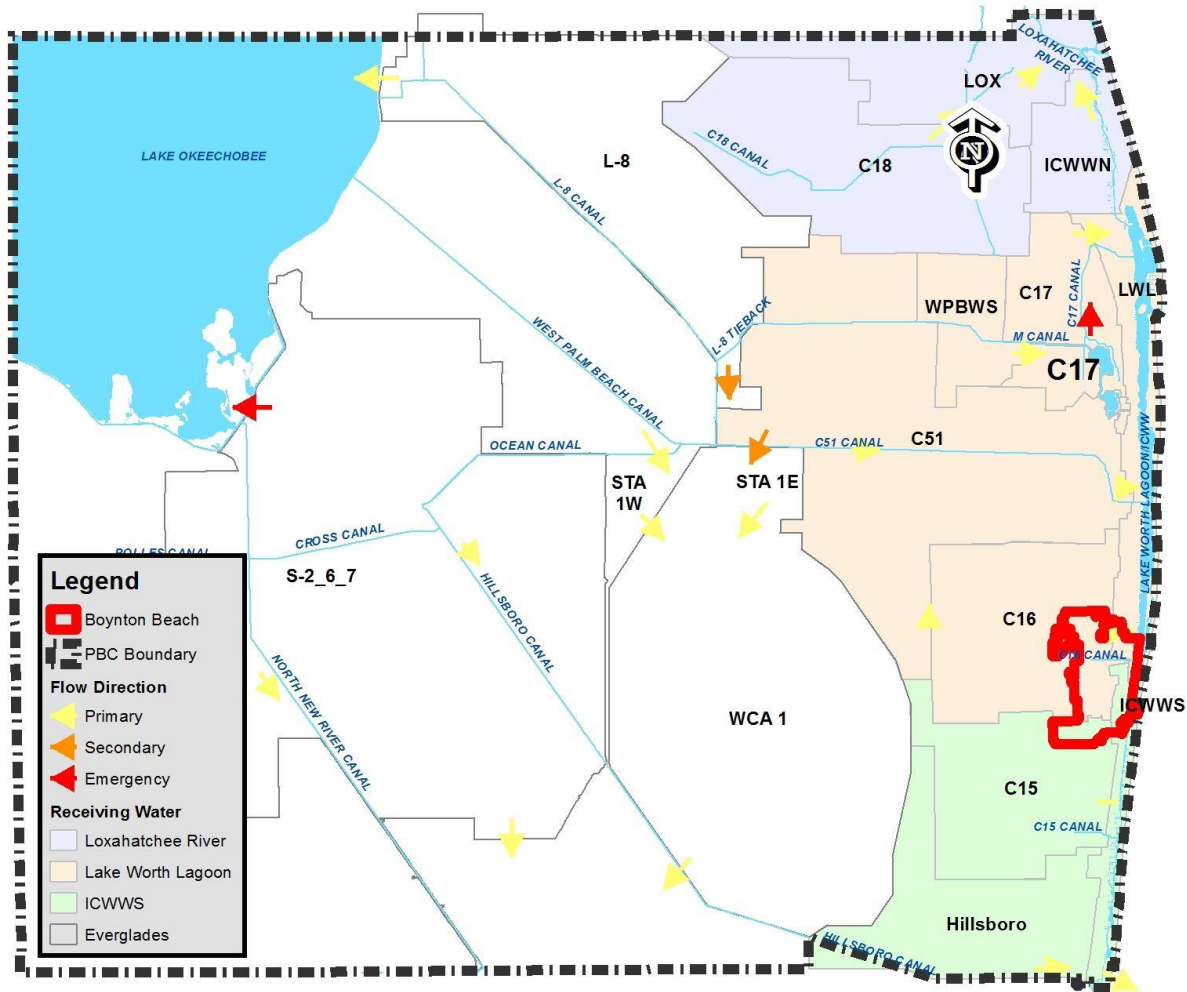 LOXAHATCHEE
RIVER
LOX
LAKE OKEECHOBEE
L-8
C18 CANAL
C18
N
ICWWN
L-8 CANAL
WEST PALM BEACH CANAL
L-8 TIEBACK
WPBWS
C17
C17 CANAL
LWL
M CANAL
C17
OCEAN CANAL
C51 CANAL
C51
STA
1W
STA 1E
LAKE WORTH LAGOON/ICWW
CROSS CANAL
S-2_6_7
HILLSBORO CANAL
NORTH NEW RIVER CANAL
WCA 1
C16
C16 CANAL
ICWWS
C15
C15 CANAL
Hillsboro
HILLSBORO CANAL
Legend
Boynton Beach
PBC Boundary
Flow Direction
Primary
Secondary
Emergency
Receiving Water
Loxahatchee River
Lake Worth Lagoon
ICWWS
Everglades